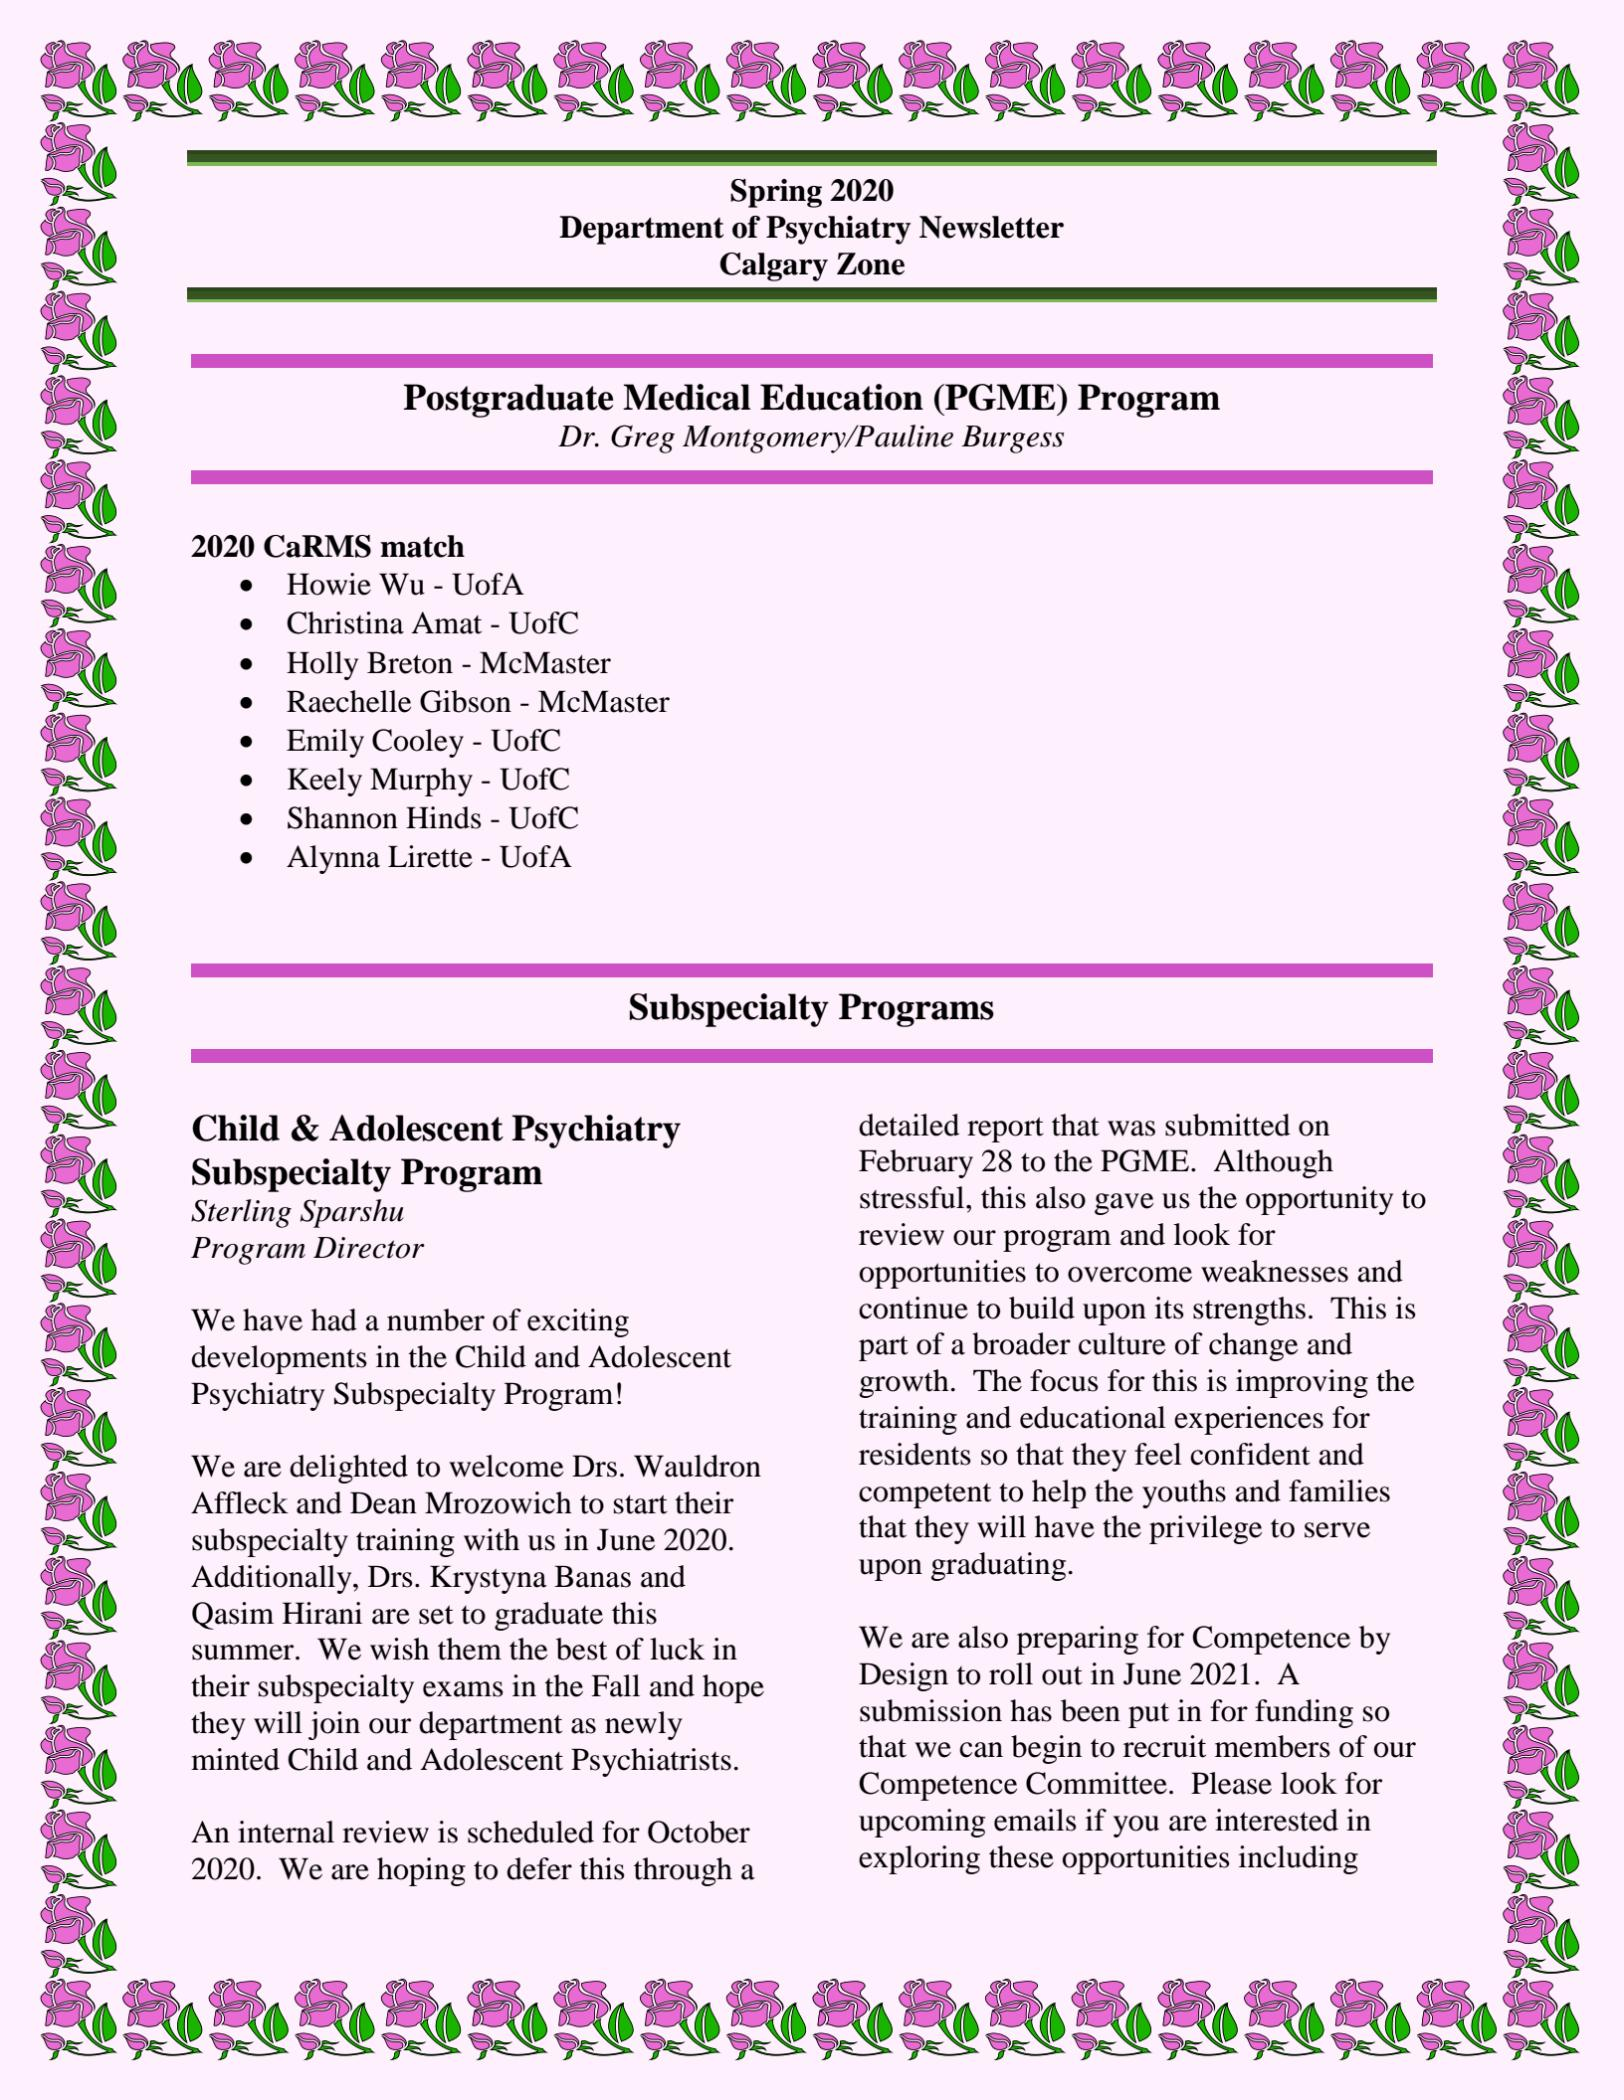 Spring 2020
Department of Psychiatry Newsletter
Calgary Zone
Postgraduate Medical Education (PGME) Program
Dr. Greg Montgomery/Pauline Burgess
2020 CaRMS match
• Howie Wu - UofA
• Christina Amat - UofC
• Holly Breton - McMaster
• Raechelle Gibson - McMaster
• Emily Cooley - UofC
• Keely Murphy - UofC
• Shannon Hinds - UofC
• Alynna Lirette - UofA
Subspecialty Programs
Child & Adolescent Psychiatry
Subspecialty Program
Sterling Sparshu
Program Director
We have had a number of exciting
developments in the Child and Adolescent
Psychiatry Subspecialty Program!
We are delighted to welcome Drs. Wauldron
Affleck and Dean Mrozowich to start their
subspecialty training with us in June 2020.
Additionally, Drs. Krystyna Banas and
Qasim Hirani are set to graduate this
summer.  We wish them the best of luck in
their subspecialty exams in the Fall and hope
they will join our department as newly
minted Child and Adolescent Psychiatrists.
An internal review is scheduled for October
2020.  We are hoping to defer this through a
detailed report that was submitted on
February 28 to the PGME.  Although
stressful, this also gave us the opportunity to
review our program and look for
opportunities to overcome weaknesses and
continue to build upon its strengths.  This is
part of a broader culture of change and
growth.  The focus for this is improving the
training and educational experiences for
residents so that they feel confident and
competent to help the youths and families
that they will have the privilege to serve
upon graduating.
We are also preparing for Competence by
Design to roll out in June 2021.  A
submission has been put in for funding so
that we can begin to recruit members of our
Competence Committee.  Please look for
upcoming emails if you are interested in
exploring these opportunities including